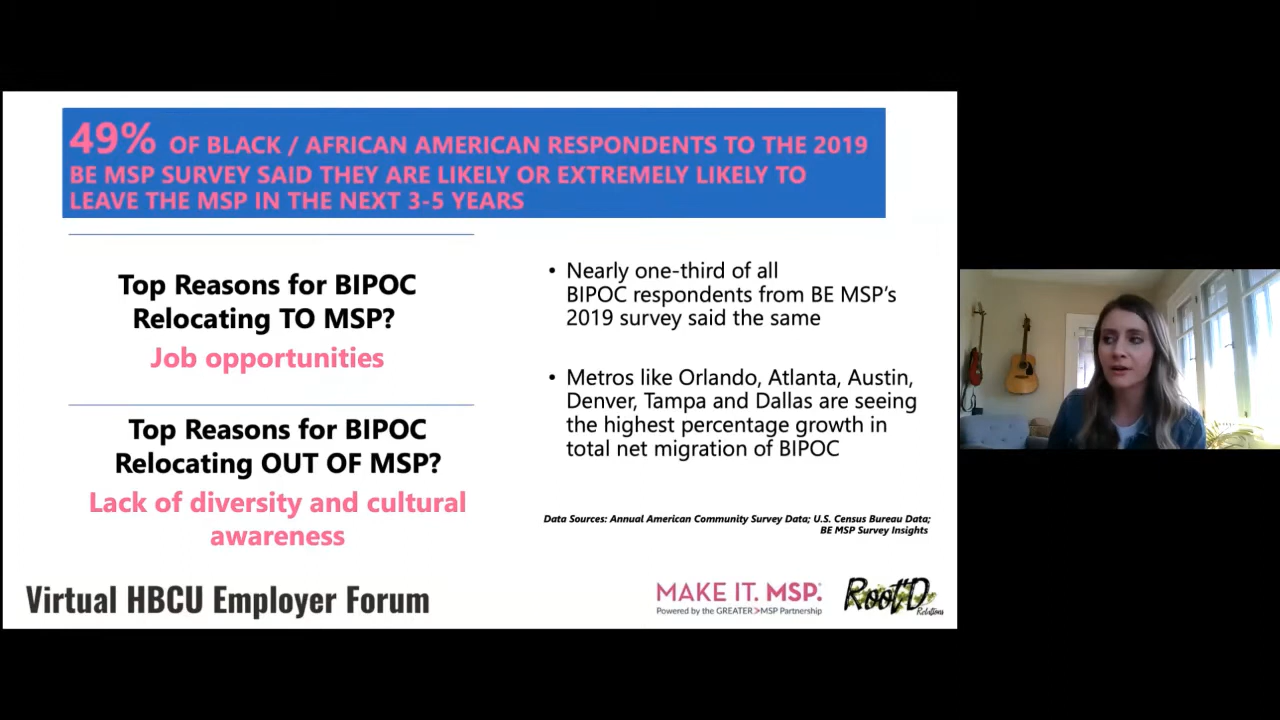 49% OF BLACK / AFRICAN AMERICAN RESPONDENTS TO THE 2019
BE MSP SURVEY SAID THEY ARE LIKELY OR EXTREMELY LIKELY TO
LEAVE THE MSP IN THE NEXT 3-5 YEARS
Top Reasons for BIPOC
Relocating TO MSP?
Job opportunities
Top Reasons for BIPOC
Relocating OUT OF MSP?
Lack of diversity and cultural
awareness
• Nearly one-third of all
BIPOC respondents from BE MSP’s
2019 survey said the same
• Metros like Orlando, Atlanta, Austin,
Denver, Tampa and Dallas are seeing
the highest percentage growth in
total net migration of BIPOC
Data Sources: Annual American Community Survey Data; U.S. Census Bureau Data;
BE MSP Survey Insights
Virtual HBCU Employer Forum
MAKE IT. MSP.
Powered by the GREATER>MSP Partnership
Root'D
Relations